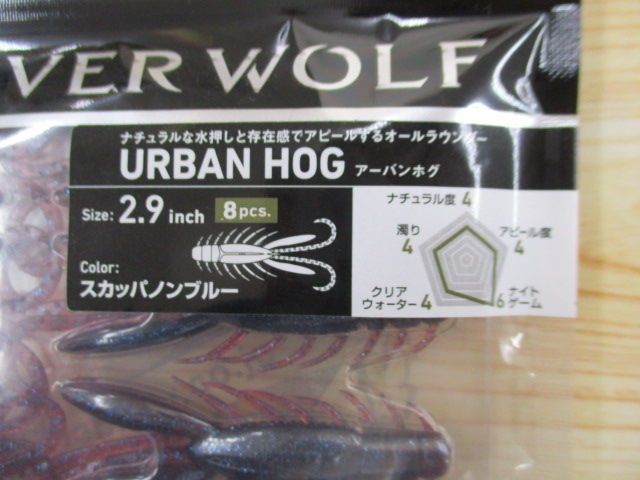 VER WOLF
ナチュラルな水押しと存在感でアピールするオールラウンダー
URBAN HOG アーバンホグ
Size: 2.9 inch 8pcs.
Color:
スカッパノンブルー
ナチュラル度 4
濁り 4
アピール度 4
クリアウォーター 4
ナイトゲーム 6